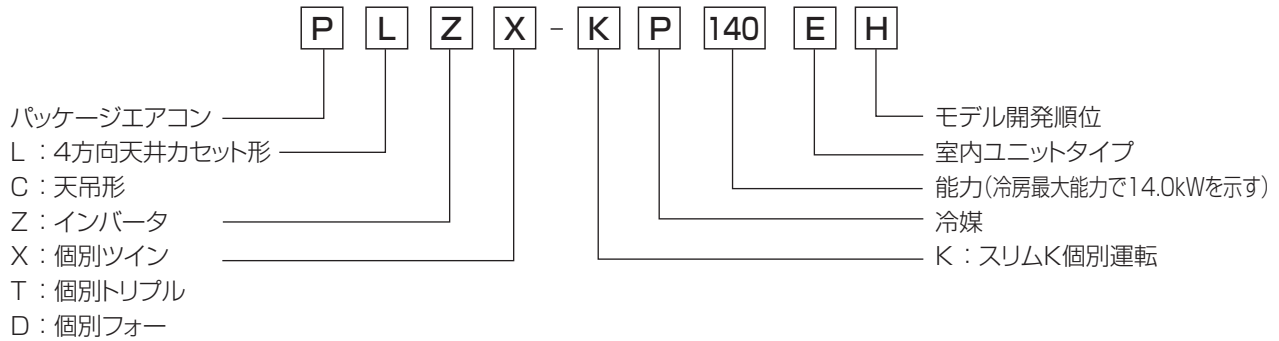 P L Z X - K P 140 E H
パッケージエアコン
L：4方向天井カセット形
C：天吊形
Z：インバータ
X：個別ツイン
T：個別トリプル
D：個別フォー
モデル開発順位
室内ユニットタイプ
能力（冷房最大能力で14.0kWを示す）
冷媒
K：スリムK個別運転